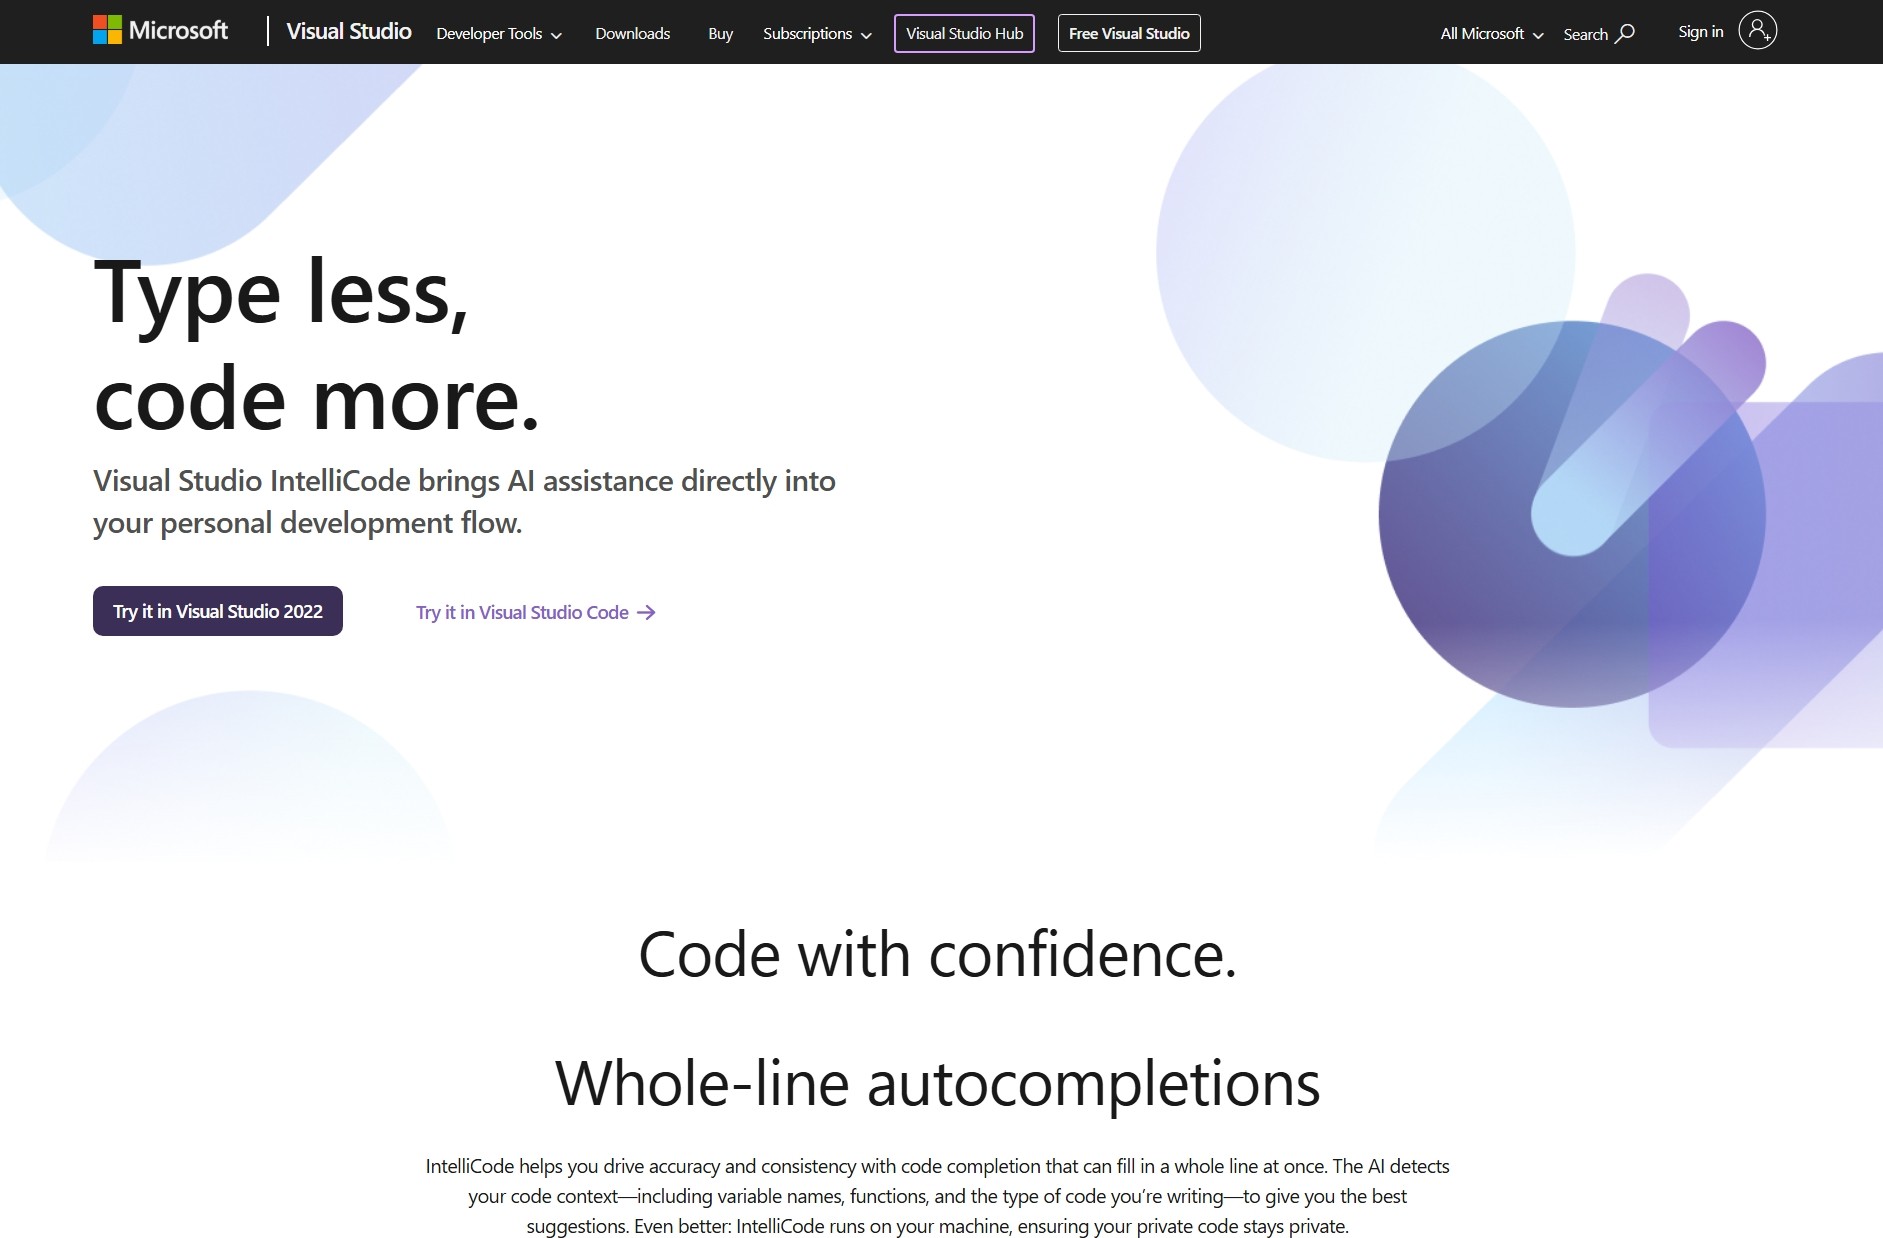 Microsoft
Visual Studio
Developer Tools
Downloads
Buy
Subscriptions
Visual Studio Hub
Free Visual Studio
All Microsoft
Search
Sign in
Type less,
code more.
Visual Studio IntelliCode brings AI assistance directly into
your personal development flow.
Try it in Visual Studio 2022
Try it in Visual Studio Code
Code with confidence.
Whole-line autocompletions
IntelliCode helps you drive accuracy and consistency with code completion that can fill in a whole line at once. The AI detects
your code context—including variable names, functions, and the type of code you’re writing—to give you the best
suggestions. Even better: IntelliCode runs on your machine, ensuring your private code stays private.